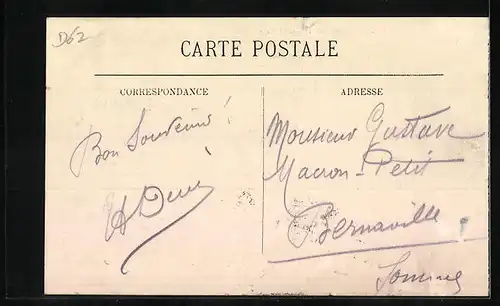 D62
CARTE POSTALE
CORRESPONDANCE
ADRESSE
Bon Souvenir !
Monsieur Gustave
Macron-Petit
Bernaville
Somme